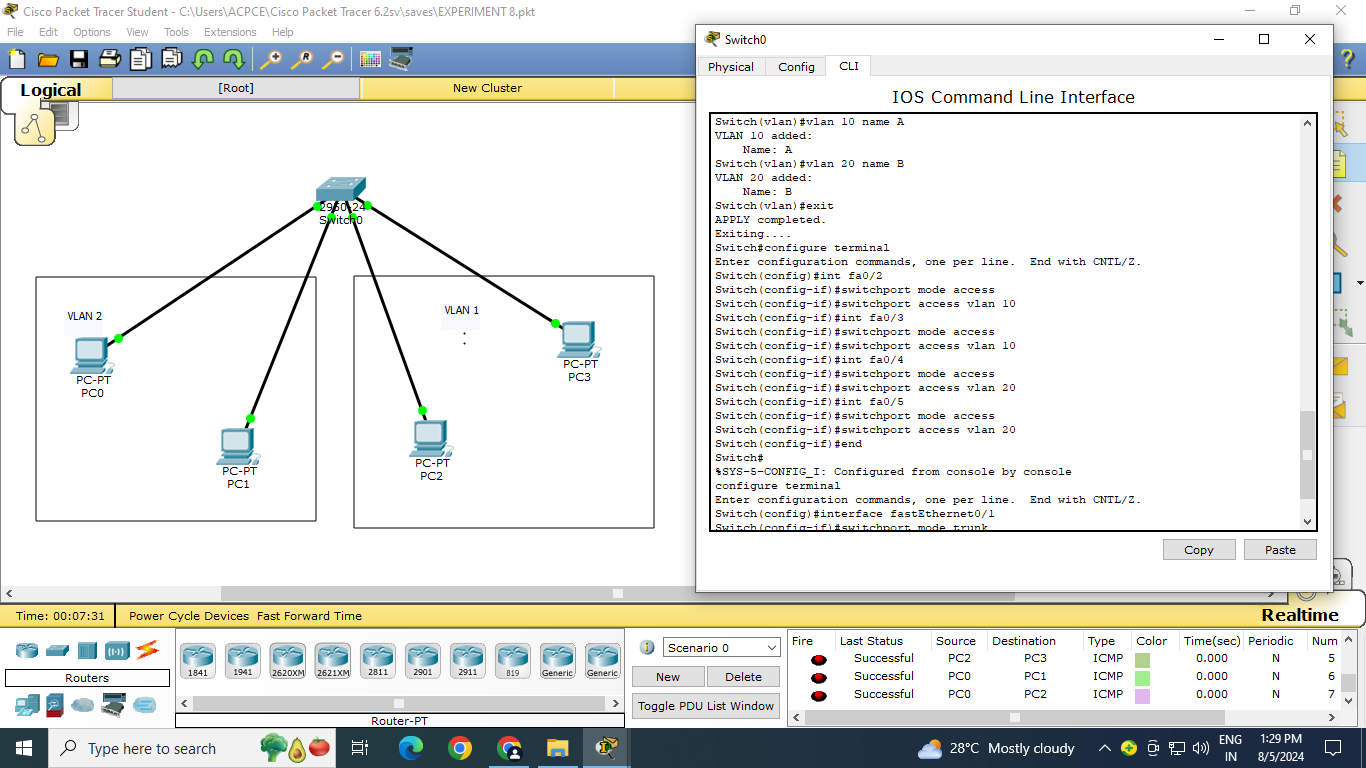 Cisco Packet Tracer Student - C:\Users\ACPCE\Cisco Packet Tracer 6.2sv\saves\EXPERIMENT 8.pkt
File Edit Options View Tools Extensions Help
Logical
[Root]
New Cluster
2950-24
Switch0
VLAN 2
PC-PT
PC0
PC-PT
PC1
VLAN 1
:
PC-PT
PC2
PC-PT
PC3
Switch0
Physical Config CLI
IOS Command Line Interface
Switch(vlan)#vlan 10 name A
VLAN 10 added:
Name: A
Switch(vlan)#vlan 20 name B
VLAN 20 added:
Name: B
Switch(vlan)#exit
APPLY completed.
Exiting....
Switch#configure terminal
Enter configuration commands, one per line.  End with CNTL/Z.
Switch(config)#int fa0/2
Switch(config-if)#switchport mode access
Switch(config-if)#switchport access vlan 10
Switch(config-if)#int fa0/3
Switch(config-if)#switchport mode access
Switch(config-if)#switchport access vlan 10
Switch(config-if)#int fa0/4
Switch(config-if)#switchport mode access
Switch(config-if)#switchport access vlan 20
Switch(config-if)#int fa0/5
Switch(config-if)#switchport mode access
Switch(config-if)#switchport access vlan 20
Switch(config-if)#end
Switch#
%SYS-5-CONFIG_I: Configured from console by console
configure terminal
Enter configuration commands, one per line.  End with CNTL/Z.
Switch(config)#interface fastEthernet0/1
Switch(config-if)#switchport mode trunk
Copy Paste
Time: 00:07:31 Power Cycle Devices Fast Forward Time
Realtime
Routers
1841 1941 2620XM 2621XM 2811 2901 2911 819 Generic Generic
Router-PT
Scenario 0
New Delete
Toggle PDU List Window
Fire Last Status Source Destination Type Color Time(sec) Periodic Num
Successful PC2 PC3 ICMP 0.000 N 5
Successful PC0 PC1 ICMP 0.000 N 6
Successful PC0 PC2 ICMP 0.000 N 7
Type here to search
28°C Mostly cloudy
ENG
IN
1:29 PM
8/5/2024